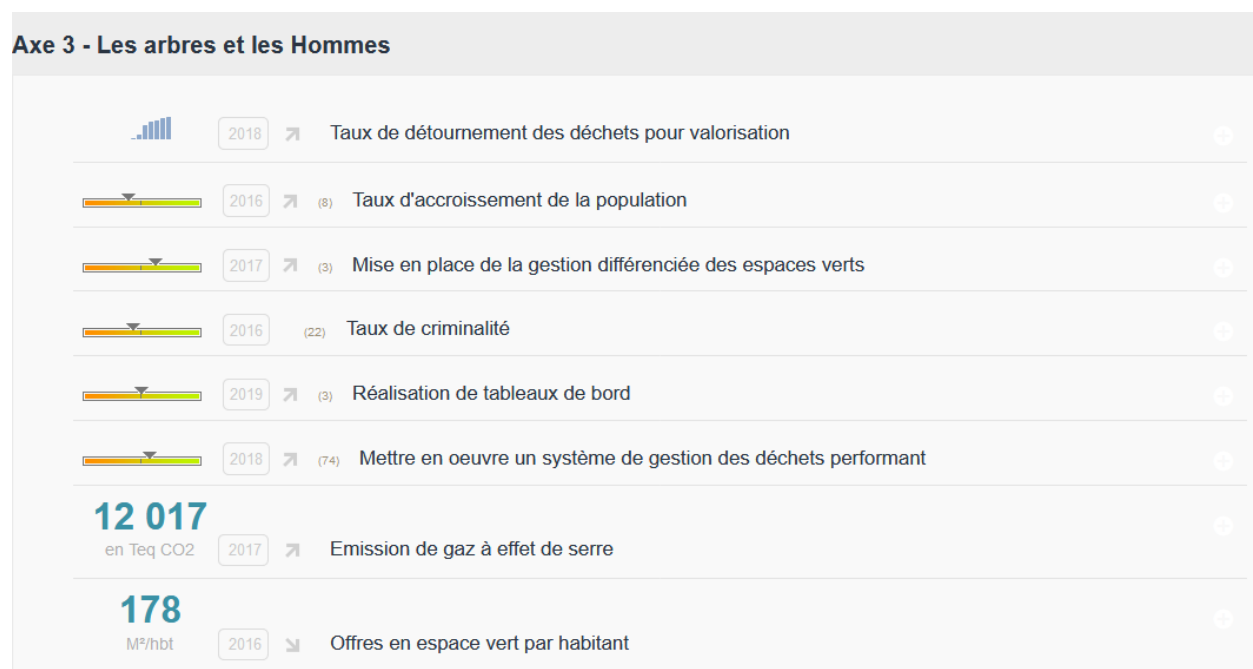 Axe 3 - Les arbres et les Hommes
2018 Taux de détournement des déchets pour valorisation
2016 (8) Taux d'accroissement de la population
2017 (3) Mise en place de la gestion différenciée des espaces verts
2016 (22) Taux de criminalité
2019 (3) Réalisation de tableaux de bord
2018 (74) Mettre en oeuvre un système de gestion des déchets performant
12 017
en Teq CO2 2017 Emission de gaz à effet de serre
178
M²/hbt 2016 Offres en espace vert par habitant